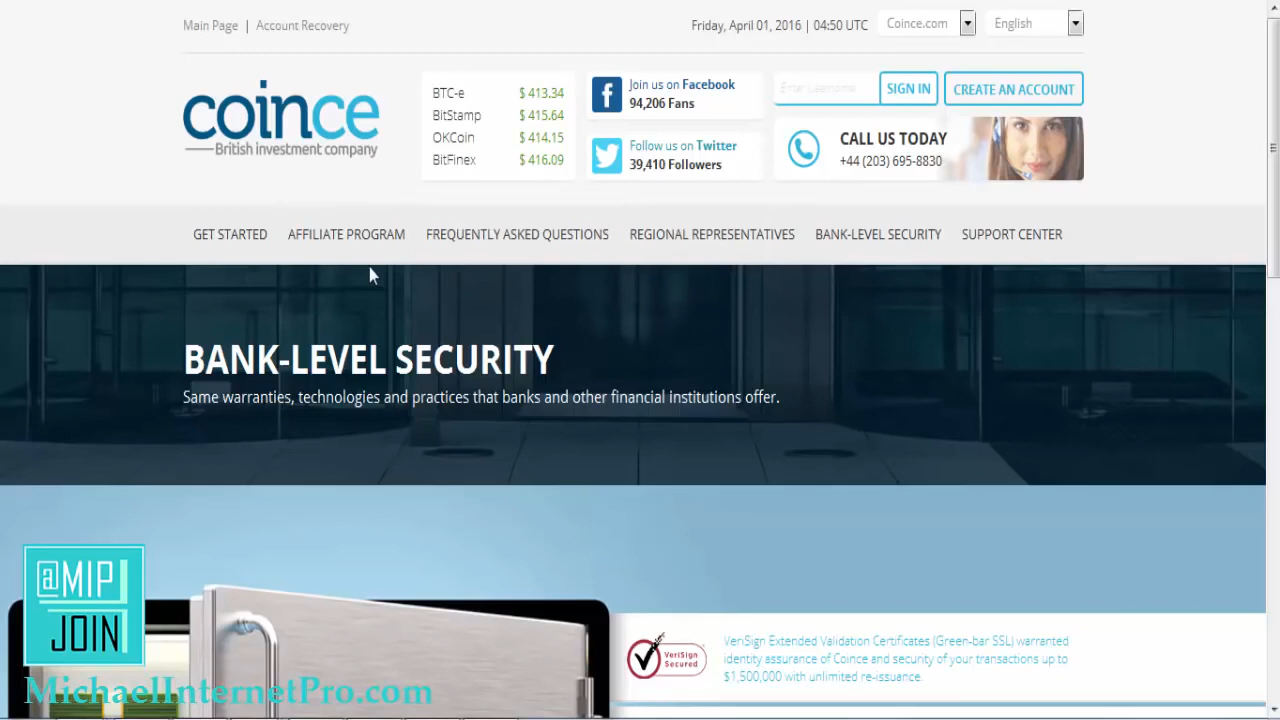 Main Page | Account Recovery
Friday, April 01, 2016 | 04:50 UTC
Coince.com
English
coince
British investment company
BTC-e $ 413.34
BitStamp $ 415.64
OKCoin $ 414.15
BitFinex $ 416.09
Join us on Facebook
94,206 Fans
Follow us on Twitter
39,410 Followers
Enter Username
SIGN IN
CREATE AN ACCOUNT
CALL US TODAY
+44 (203) 695-8830
GET STARTED
AFFILIATE PROGRAM
FREQUENTLY ASKED QUESTIONS
REGIONAL REPRESENTATIVES
BANK-LEVEL SECURITY
SUPPORT CENTER
BANK-LEVEL SECURITY
Same warranties, technologies and practices that banks and other financial institutions offer.
VeriSign
Secured
VeriSign Extended Validation Certificates (Green-bar SSL) warranted
identity assurance of Coince and security of your transactions up to
$1,500,000 with unlimited re-issuance.
@MIP
JOIN
MichaelInternetPro.com